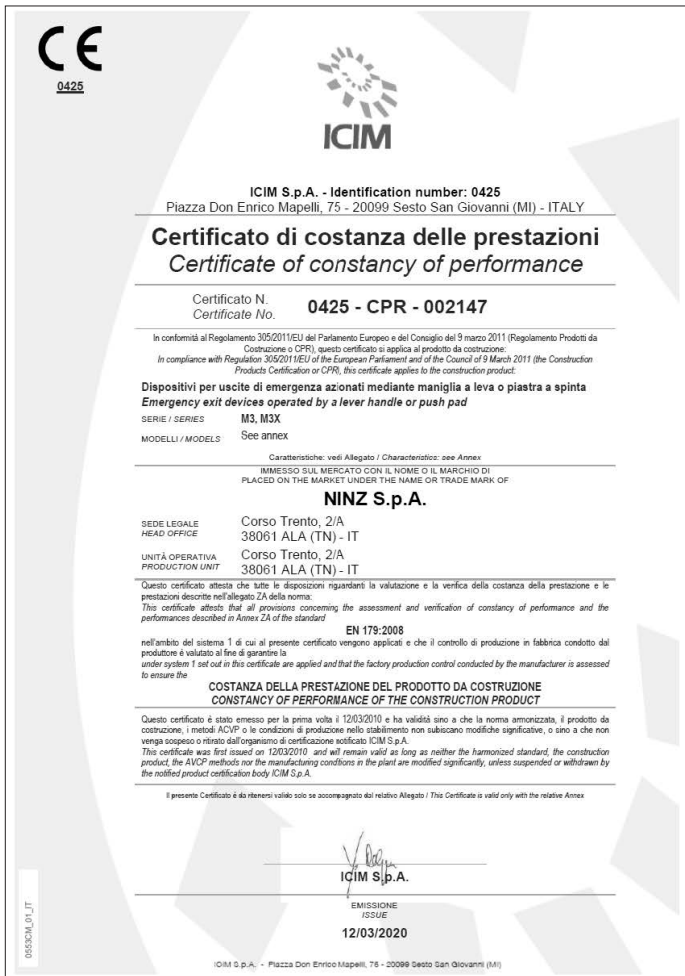 CE
0425
ICIM
ICIM S.p.A. - Identification number: 0425
Piazza Don Enrico Mapelli, 75 - 20099 Sesto San Giovanni (MI) - ITALY
Certificato di costanza delle prestazioni
Certificate of constancy of performance
Certificato N.
Certificate No.
0425 - CPR - 002147
In conformità al Regolamento 305/2011/EU del Parlamento Europeo e del Consiglio del 9 marzo 2011 (Regolamento Prodotti da
Costruzione o CPR), questo certificato si applica al prodotto da costruzione:
In compliance with Regulation 305/2011/EU of the European Parliament and of the Council of 9 March 2011 (the Construction
Products Certification or CPR), this certificate applies to the construction product:
Dispositivi per uscite di emergenza azionati mediante maniglia a leva o piastra a spinta
Emergency exit devices operated by a lever handle or push pad
SERIE / SERIES M3, M3X
MODELLI / MODELS See annex
Caratteristiche: vedi Allegato / Characteristics: see Annex
IMMESSO SUL MERCATO CON IL NOME O IL MARCHIO DI
PLACED ON THE MARKET UNDER THE NAME OR TRADE MARK OF
NINZ S.p.A.
SEDE LEGALE
HEAD OFFICE
Corso Trento, 2/A
38061 ALA (TN) - IT
UNITÀ OPERATIVA
PRODUCTION UNIT
Corso Trento, 2/A
38061 ALA (TN) - IT
Questo certificato attesta che tutte le disposizioni riguardanti la valutazione e la verifica della costanza della prestazione e le
prestazioni descritte nell'allegato ZA della norma:
This certificate attests that all provisions concerning the assessment and verification of constancy of performance and the
performances described in Annex ZA of the standard
EN 179:2008
nell'ambito del sistema 1 di cui al presente certificato vengono applicati e che il controllo di produzione in fabbrica condotto dal
produttore è valutato al fine di garantire la
under system 1 set out in this certificate are applied and that the factory production control conducted by the manufacturer is assessed
to ensure the
COSTANZA DELLA PRESTAZIONE DEL PRODOTTO DA COSTRUZIONE
CONSTANCY OF PERFORMANCE OF THE CONSTRUCTION PRODUCT
Questo certificato è stato emesso per la prima volta il 12/03/2010 e ha validità sino a che la norma armonizzata, il prodotto da
costruzione, i metodi ACVP o le condizioni di produzione nello stabilimento non subiscano modifiche significative, o sino a che non
venga sospeso o ritirato dall'organismo di certificazione notificato ICIM S.p.A.
This certificate was first issued on 12/03/2010 and will remain valid as long as neither the harmonized standard, the construction
product, the AVCP methods nor the manufacturing conditions in the plant are modified significantly, unless suspended or withdrawn by
the notified product certification body ICIM S.p.A.
Il presente Certificato è da ritenersi valido solo se accompagnato dal relativo Allegato / This Certificate is valid only with the relative Annex
ICIM S.p.A.
EMISSIONE
ISSUE
12/03/2020
0553CM_01_IT
ICIM S.p.A. - Piazza Don Enrico Mapelli, 75 - 20099 Sesto San Giovanni (MI)